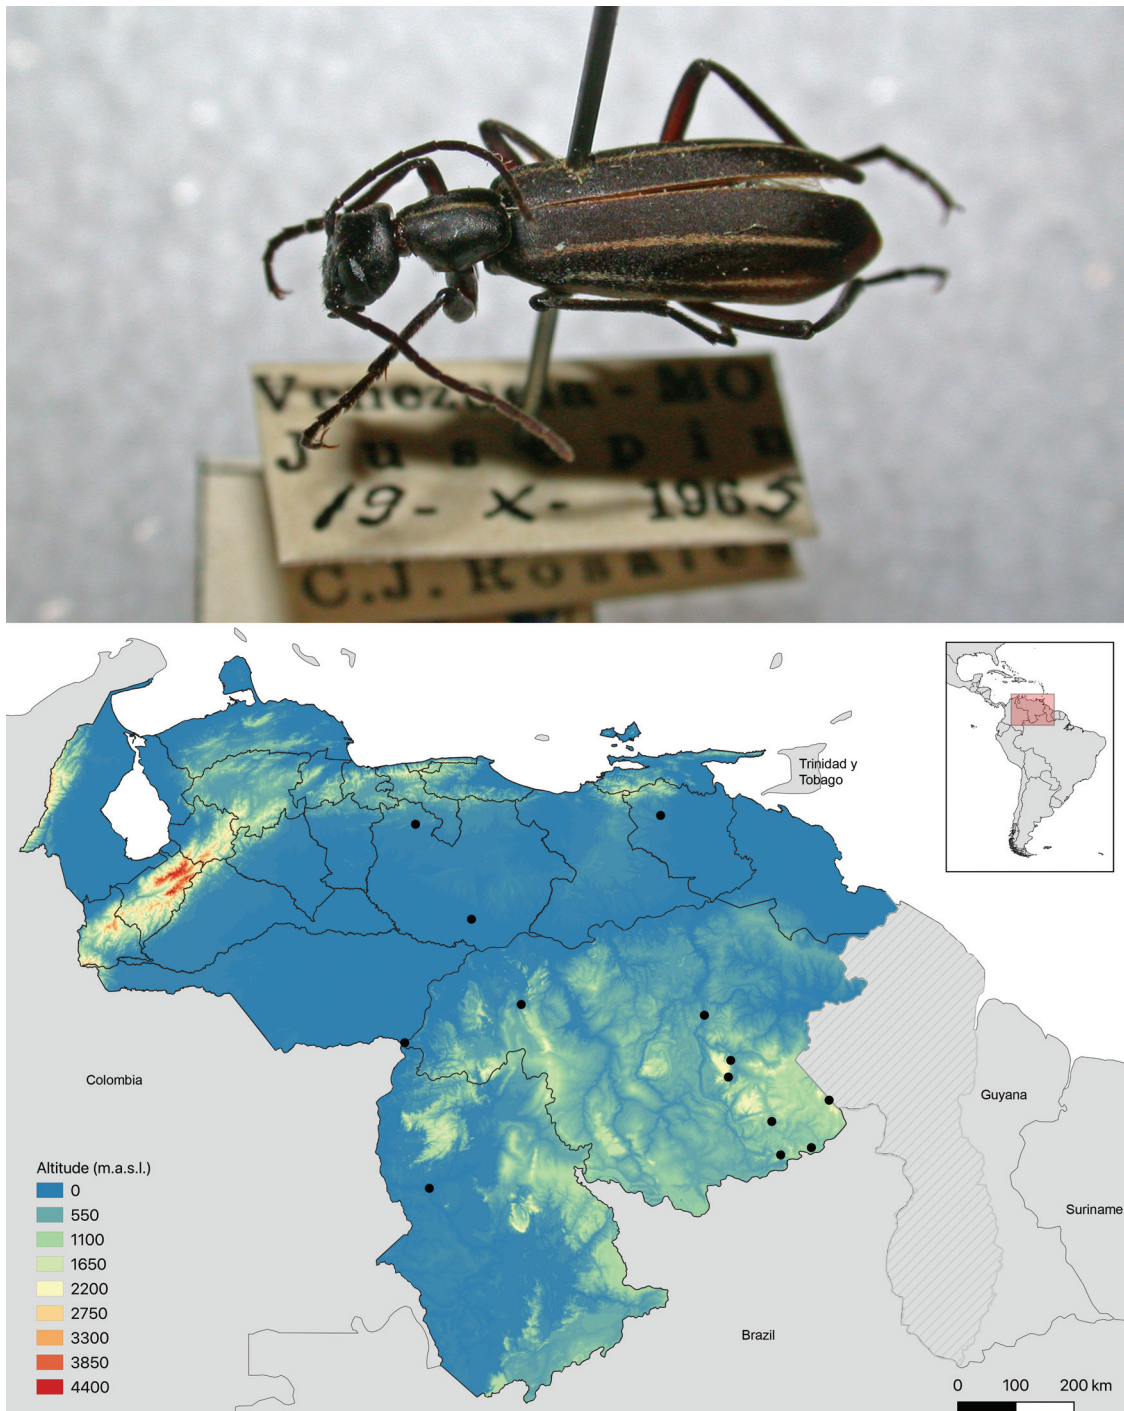 Venezuela - MO
Jusepin
19- X- 1965
C.J. Rosales
Trinidad y
Tobago
Colombia
Guyana
Suriname
Brazil
Altitude (m.a.s.l.)
0
550
1100
1650
2200
2750
3300
3850
4400
0 100 200 km